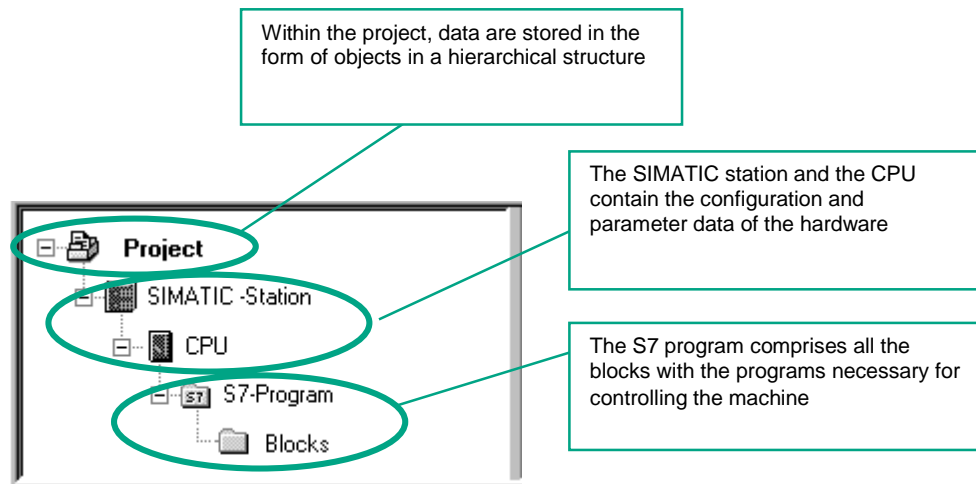 Within the project, data are stored in the
form of objects in a hierarchical structure
The SIMATIC station and the CPU
contain the configuration and
parameter data of the hardware
Project
SIMATIC -Station
CPU
The S7 program comprises all the
blocks with the programs necessary for
controlling the machine
S7 S7-Program
Blocks